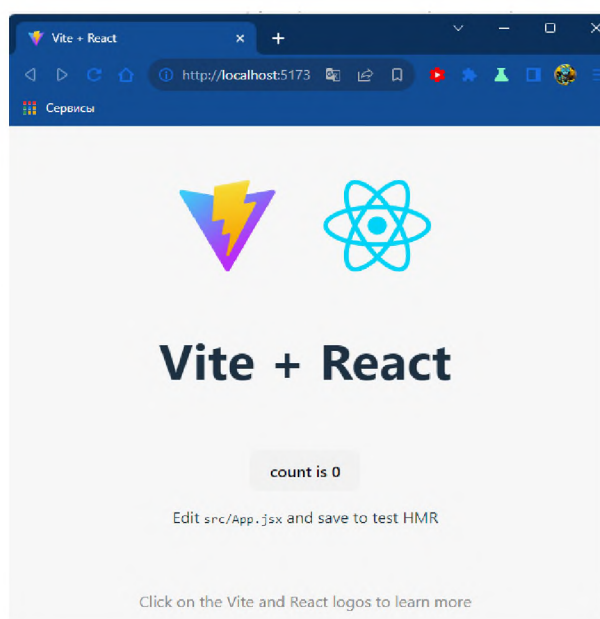 Vite + React
http://localhost:5173
Сервисы
Vite + React
count is 0
Edit src/App.jsx and save to test HMR
Click on the Vite and React logos to learn more